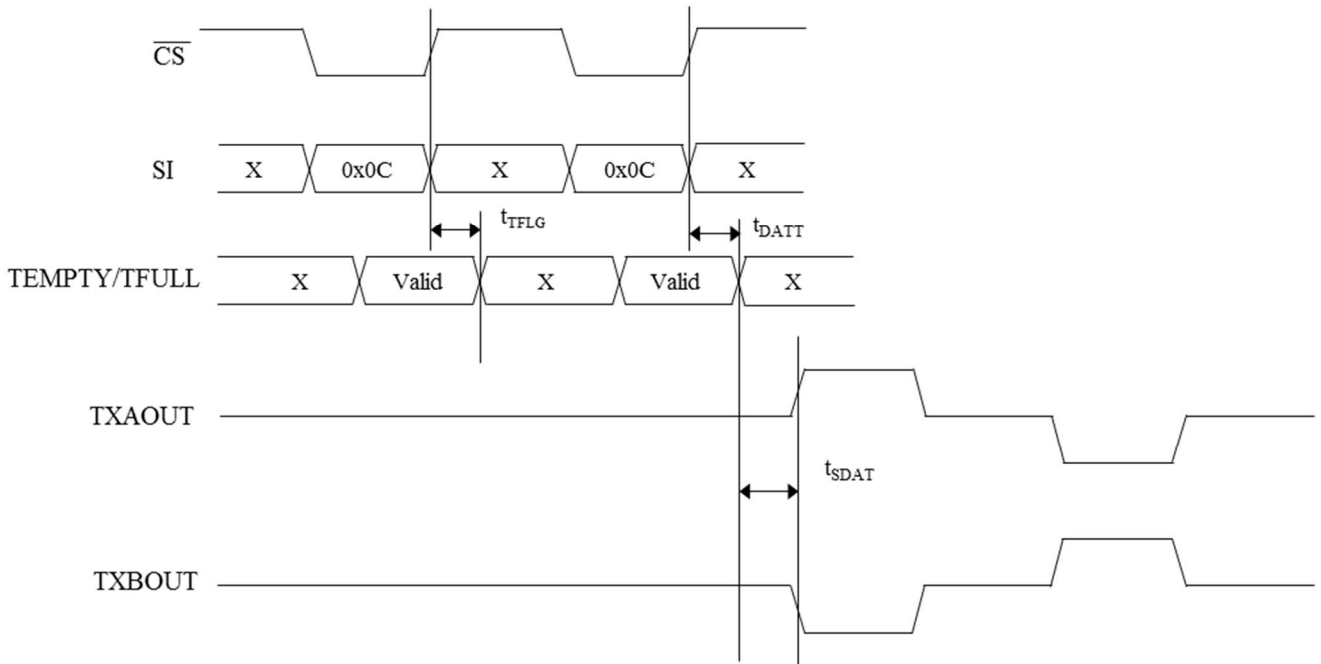 CS
SI X 0x0C X 0x0C X
tTFLG tDATT
TEMPTY/TFULL X Valid X Valid X
TXAOUT
tSDAT
TXBOUT